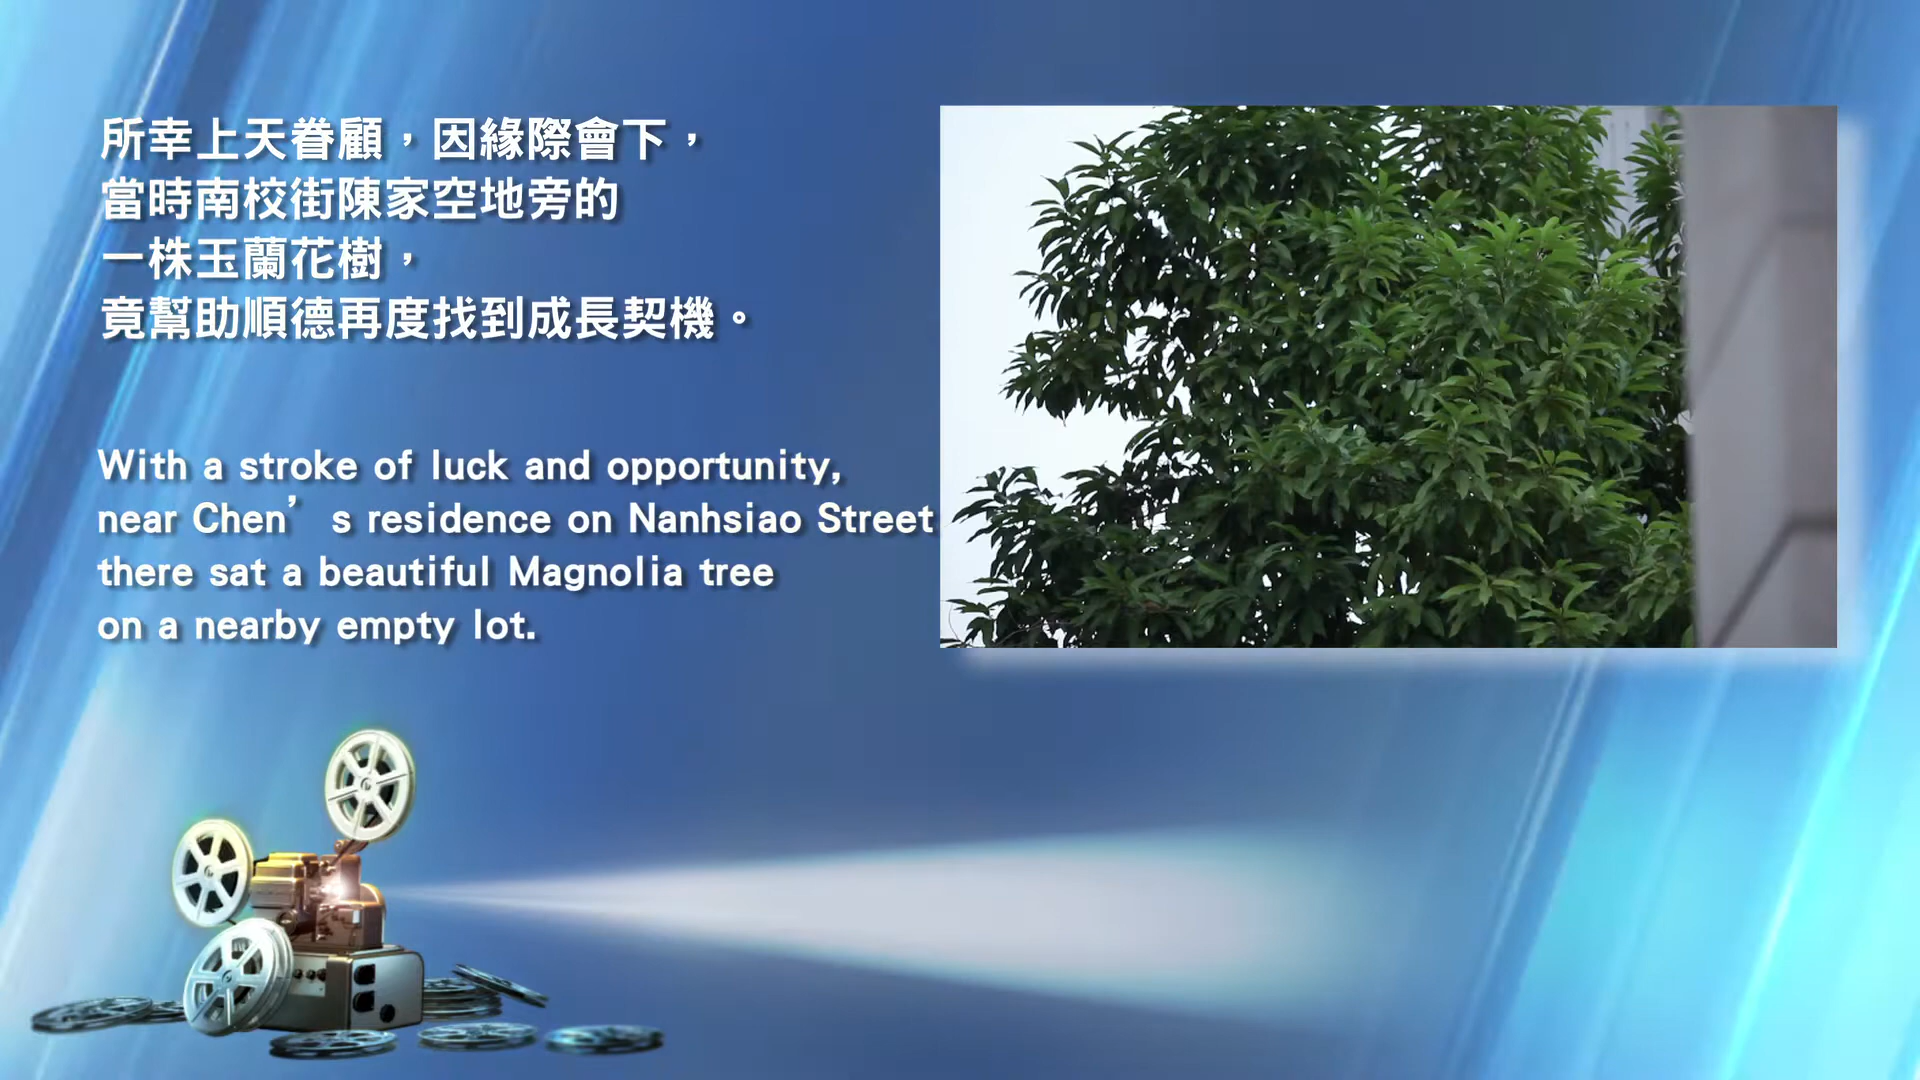 所幸上天眷顧，因緣際會下，
當時南校街陳家空地旁的
一株玉蘭花樹，
竟幫助順德再度找到成長契機。
With a stroke of luck and opportunity,
near Chen’s residence on Nanhsiao Street
there sat a beautiful Magnolia tree
on a nearby empty lot.